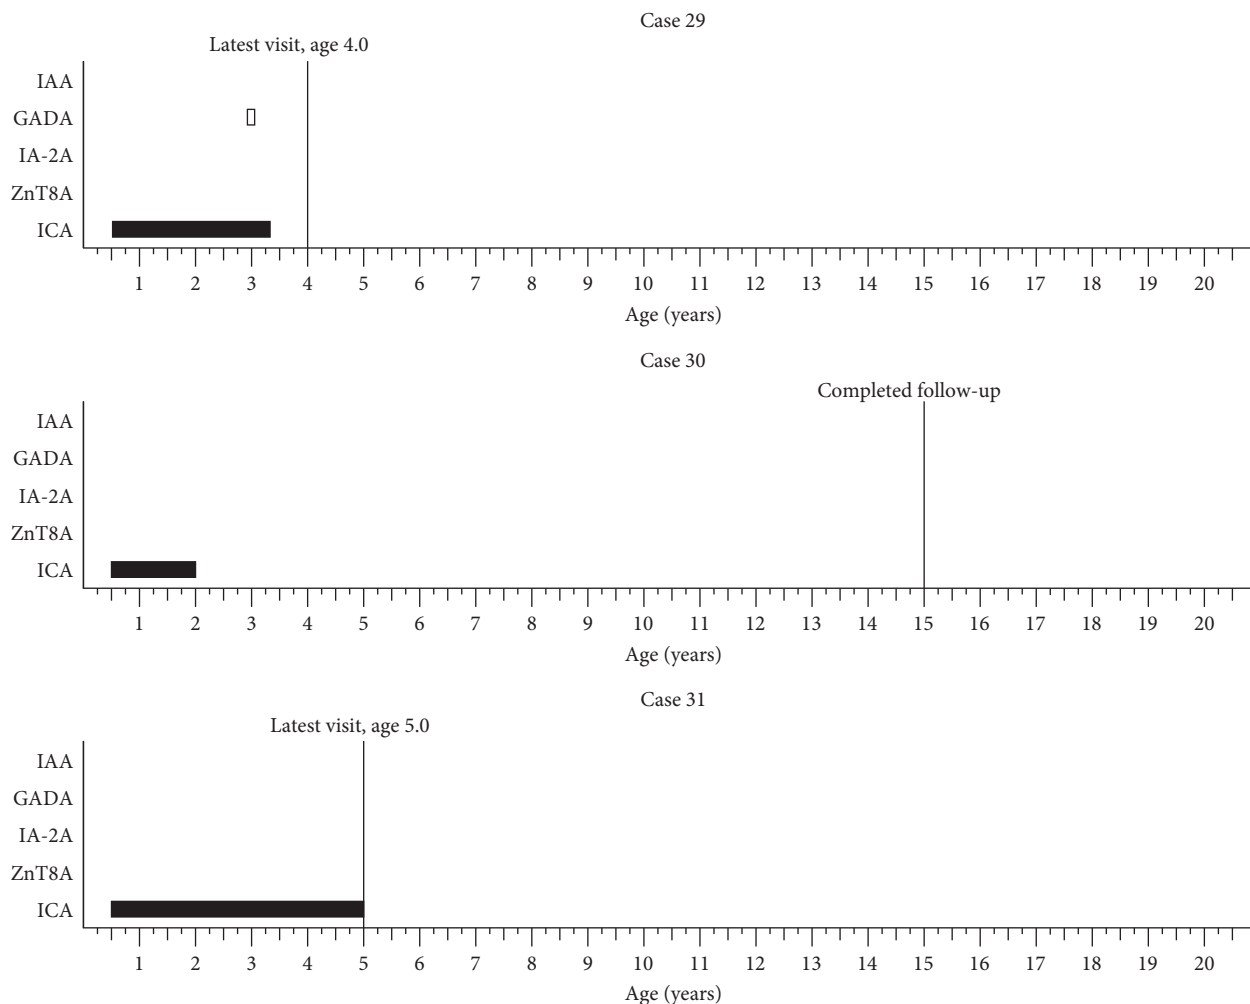 Case 29
Latest visit, age 4.0
IAA
GADA
IA-2A
ZnT8A
ICA
1 2 3 4 5 6 7 8 9 10 11 12 13 14 15 16 17 18 19 20
Age (years)
Case 30
Completed follow-up
IAA
GADA
IA-2A
ZnT8A
ICA
1 2 3 4 5 6 7 8 9 10 11 12 13 14 15 16 17 18 19 20
Age (years)
Case 31
Latest visit, age 5.0
IAA
GADA
IA-2A
ZnT8A
ICA
1 2 3 4 5 6 7 8 9 10 11 12 13 14 15 16 17 18 19 20
Age (years)